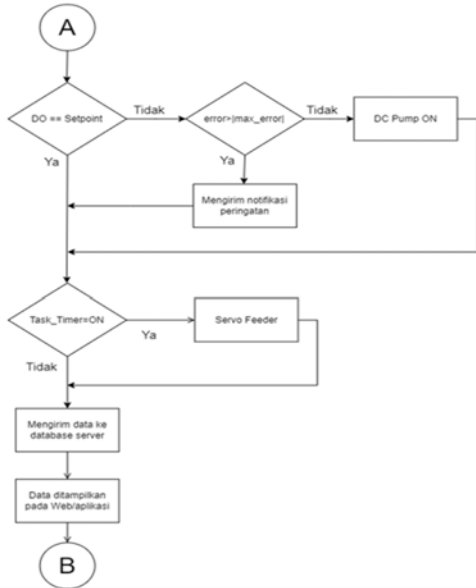 A
DO == Setpoint
Tidak
error>|max_error|
Tidak
DC Pump ON
Ya
Ya
Mengirim notifikasi
peringatan
Task_Timer=ON
Ya
Servo Feeder
Tidak
Mengirim data ke
database server
Data ditampilkan
pada Web/aplikasi
B